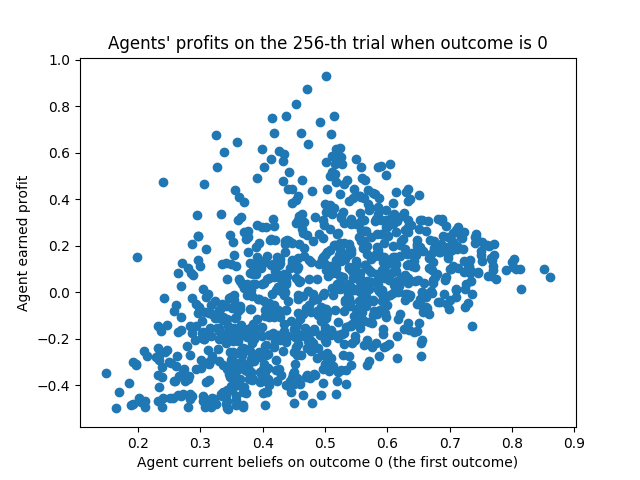 Agents' profits on the 256-th trial when outcome is 0
1.0
0.8
0.6
0.4
0.2
0.0
−0.2
−0.4
Agent earned profit
0.2 0.3 0.4 0.5 0.6 0.7 0.8 0.9
Agent current beliefs on outcome 0 (the first outcome)